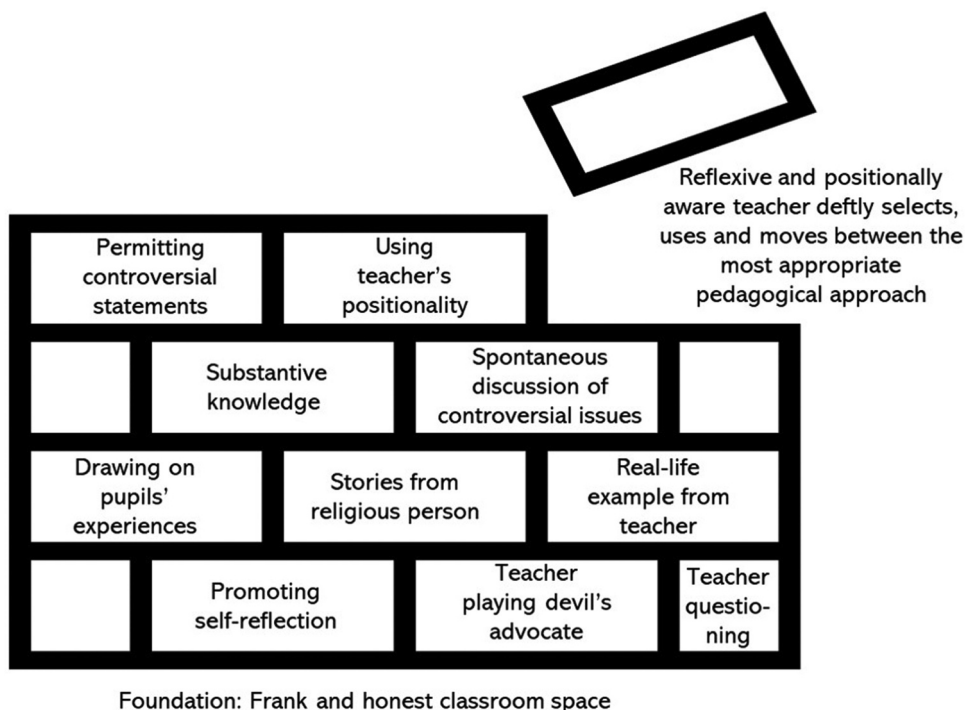 Reflexive and positionally
aware teacher deftly selects,
uses and moves between the
most appropriate
pedagogical approach
Permitting
controversial
statements
Using
teacher's
positionality
Substantive
knowledge
Spontaneous
discussion of
controversial issues
Drawing on
pupils'
experiences
Stories from
religious person
Real-life
example from
teacher
Promoting
self-reflection
Teacher
playing devil's
advocate
Teacher
questio-
ning
Foundation: Frank and honest classroom space